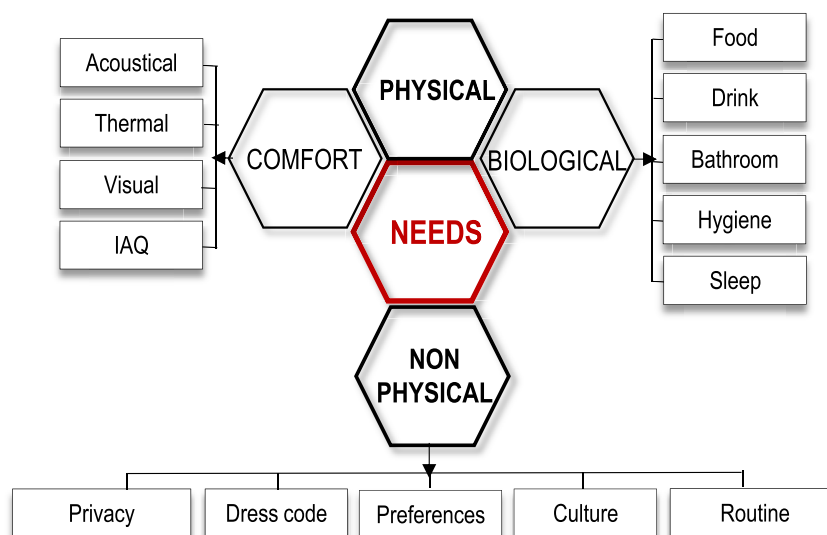 Acoustical
Thermal
Visual
IAQ
COMFORT
PHYSICAL
BIOLOGICAL
Food
Drink
Bathroom
Hygiene
Sleep
NEEDS
NON
PHYSICAL
Privacy
Dress code
Preferences
Culture
Routine